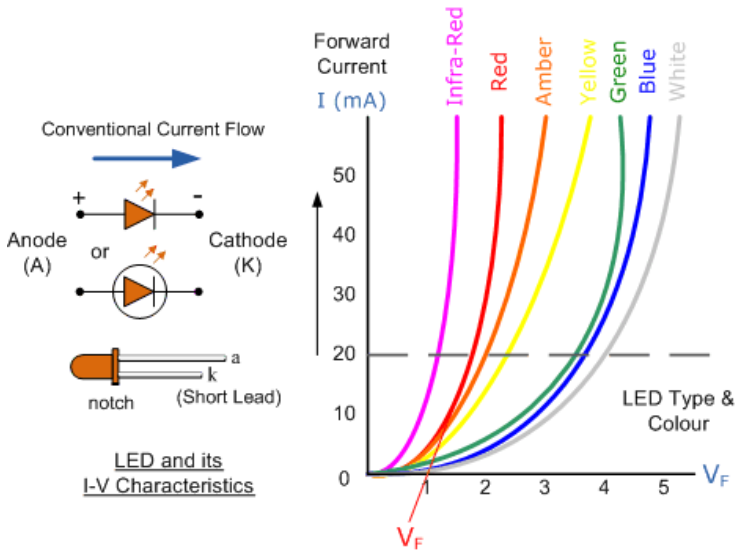 Conventional Current Flow
+
-
Anode
(A)
or
Cathode
(K)
a
k
notch
(Short Lead)
LED and its
I-V Characteristics
Forward
Current
I (mA)
Infra-Red
Red
Amber
Yellow
Green
Blue
White
50
40
30
20
10
0
1
2
3
4
5
VF
VF
LED Type &
Colour